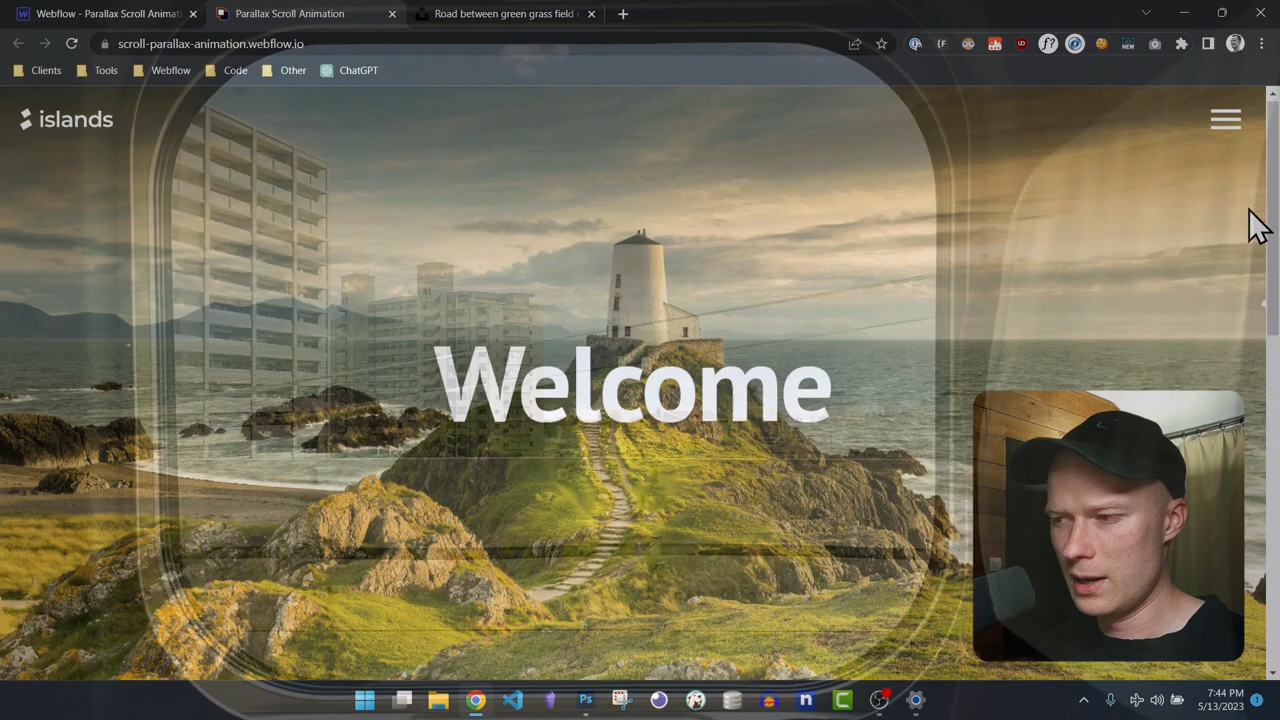 Webflow - Parallax Scroll Animat
Parallax Scroll Animation
Road between green grass field
scroll-parallax-animation.webflow.io
Clients
Tools
Webflow
Code
Other
ChatGPT
islands
Welcome
7:44 PM
5/13/2023